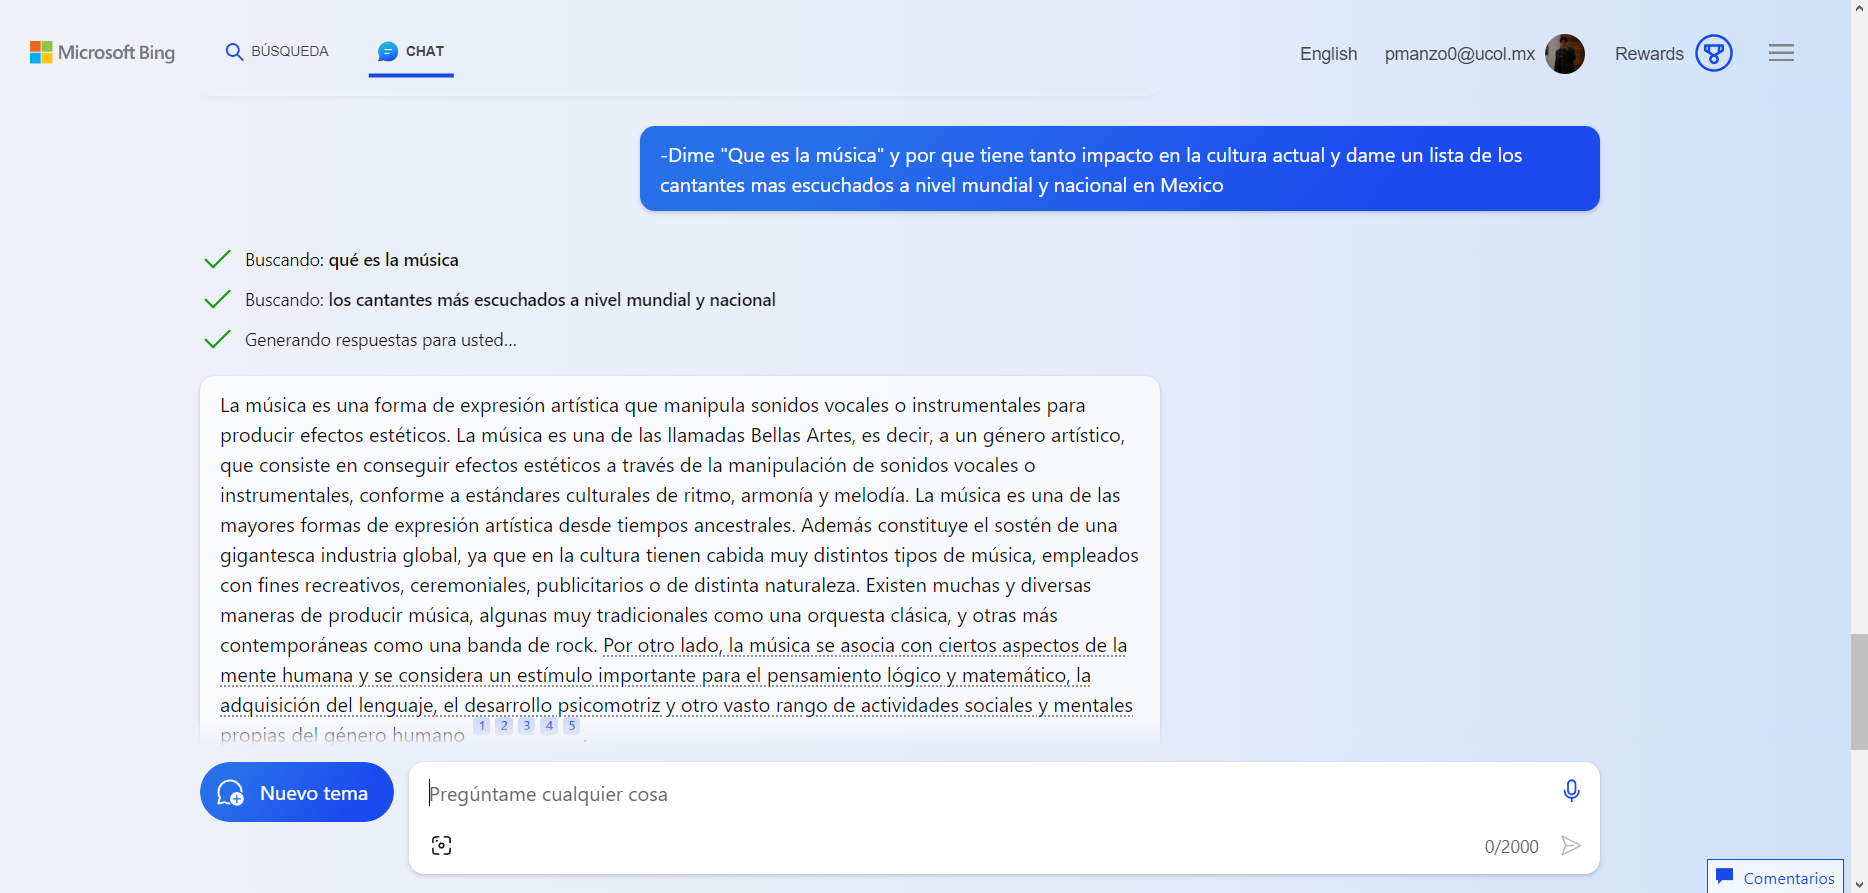 Microsoft Bing
BÚSQUEDA
CHAT
English
pmanzo0@ucol.mx
Rewards
-Dime "Que es la música" y por que tiene tanto impacto en la cultura actual y dame un lista de los
cantantes mas escuchados a nivel mundial y nacional en Mexico
Buscando: qué es la música
Buscando: los cantantes más escuchados a nivel mundial y nacional
Generando respuestas para usted...
La música es una forma de expresión artística que manipula sonidos vocales o instrumentales para
producir efectos estéticos. La música es una de las llamadas Bellas Artes, es decir, a un género artístico,
que consiste en conseguir efectos estéticos a través de la manipulación de sonidos vocales o
instrumentales, conforme a estándares culturales de ritmo, armonía y melodía. La música es una de las
mayores formas de expresión artística desde tiempos ancestrales. Además constituye el sostén de una
gigantesca industria global, ya que en la cultura tienen cabida muy distintos tipos de música, empleados
con fines recreativos, ceremoniales, publicitarios o de distinta naturaleza. Existen muchas y diversas
maneras de producir música, algunas muy tradicionales como una orquesta clásica, y otras más
contemporáneas como una banda de rock. Por otro lado, la música se asocia con ciertos aspectos de la
mente humana y se considera un estímulo importante para el pensamiento lógico y matemático, la
adquisición del lenguaje, el desarrollo psicomotriz y otro vasto rango de actividades sociales y mentales
propias del género humano 1 2 3 4 5 .
Nuevo tema
Pregúntame cualquier cosa
0/2000
Comentarios